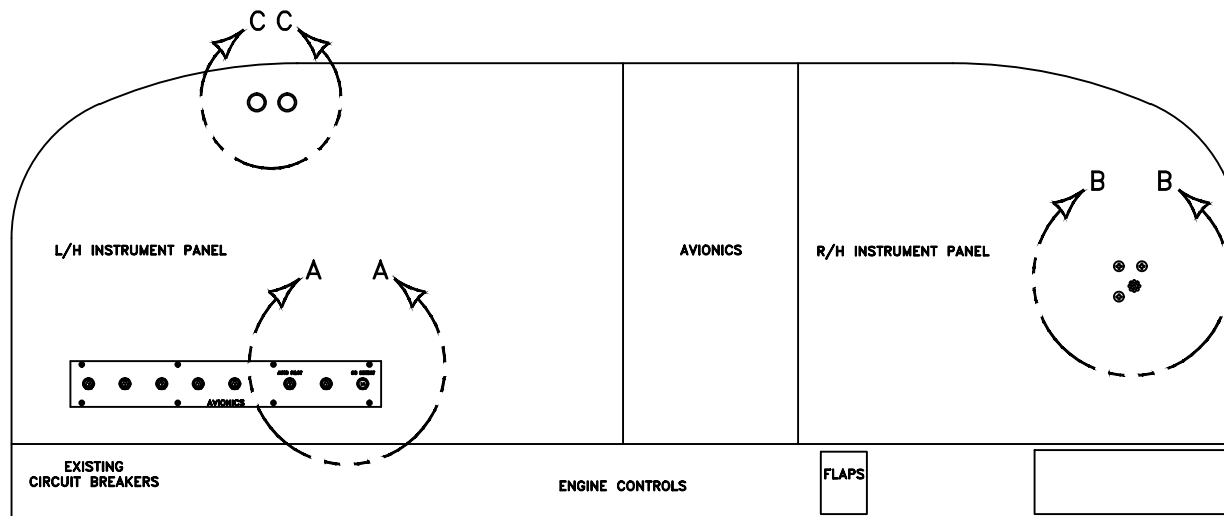 C C
B B
L/H INSTRUMENT PANEL
AVIONICS
R/H INSTRUMENT PANEL
A A
AVIONICS
EXISTING
CIRCUIT BREAKERS
ENGINE CONTROLS
FLAPS